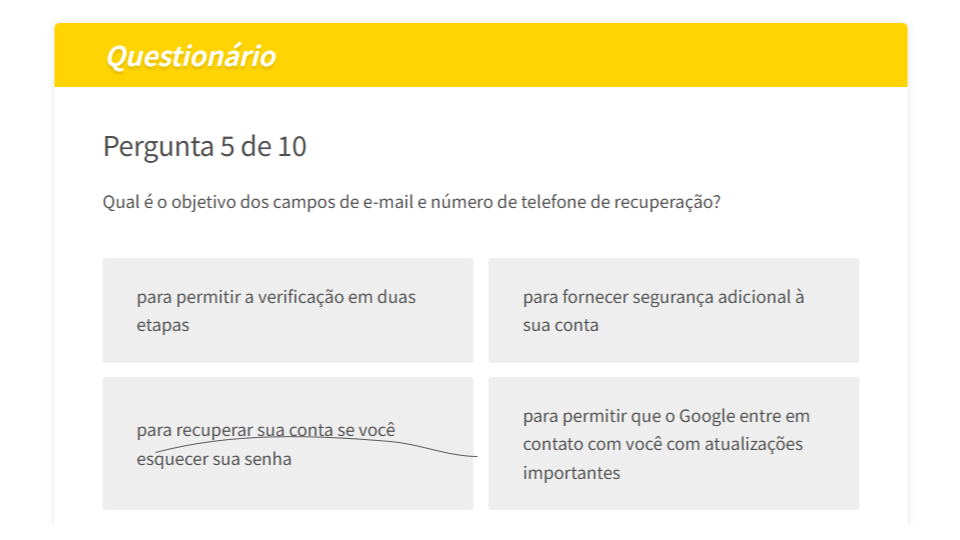 Questionário
Pergunta 5 de 10
Qual é o objetivo dos campos de e-mail e número de telefone de recuperação?
para permitir a verificação em duas
etapas
para fornecer segurança adicional à
sua conta
para recuperar sua conta se você
esquecer sua senha
para permitir que o Google entre em
contato com você com atualizações
importantes